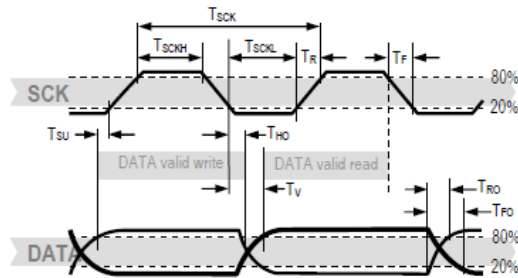 TSCK
TSCKH TSCKL TR TF
80%
SCK
20%
TSU THO
DATA valid write DATA valid read
TV
TRO
TFO
80%
DATA
20%